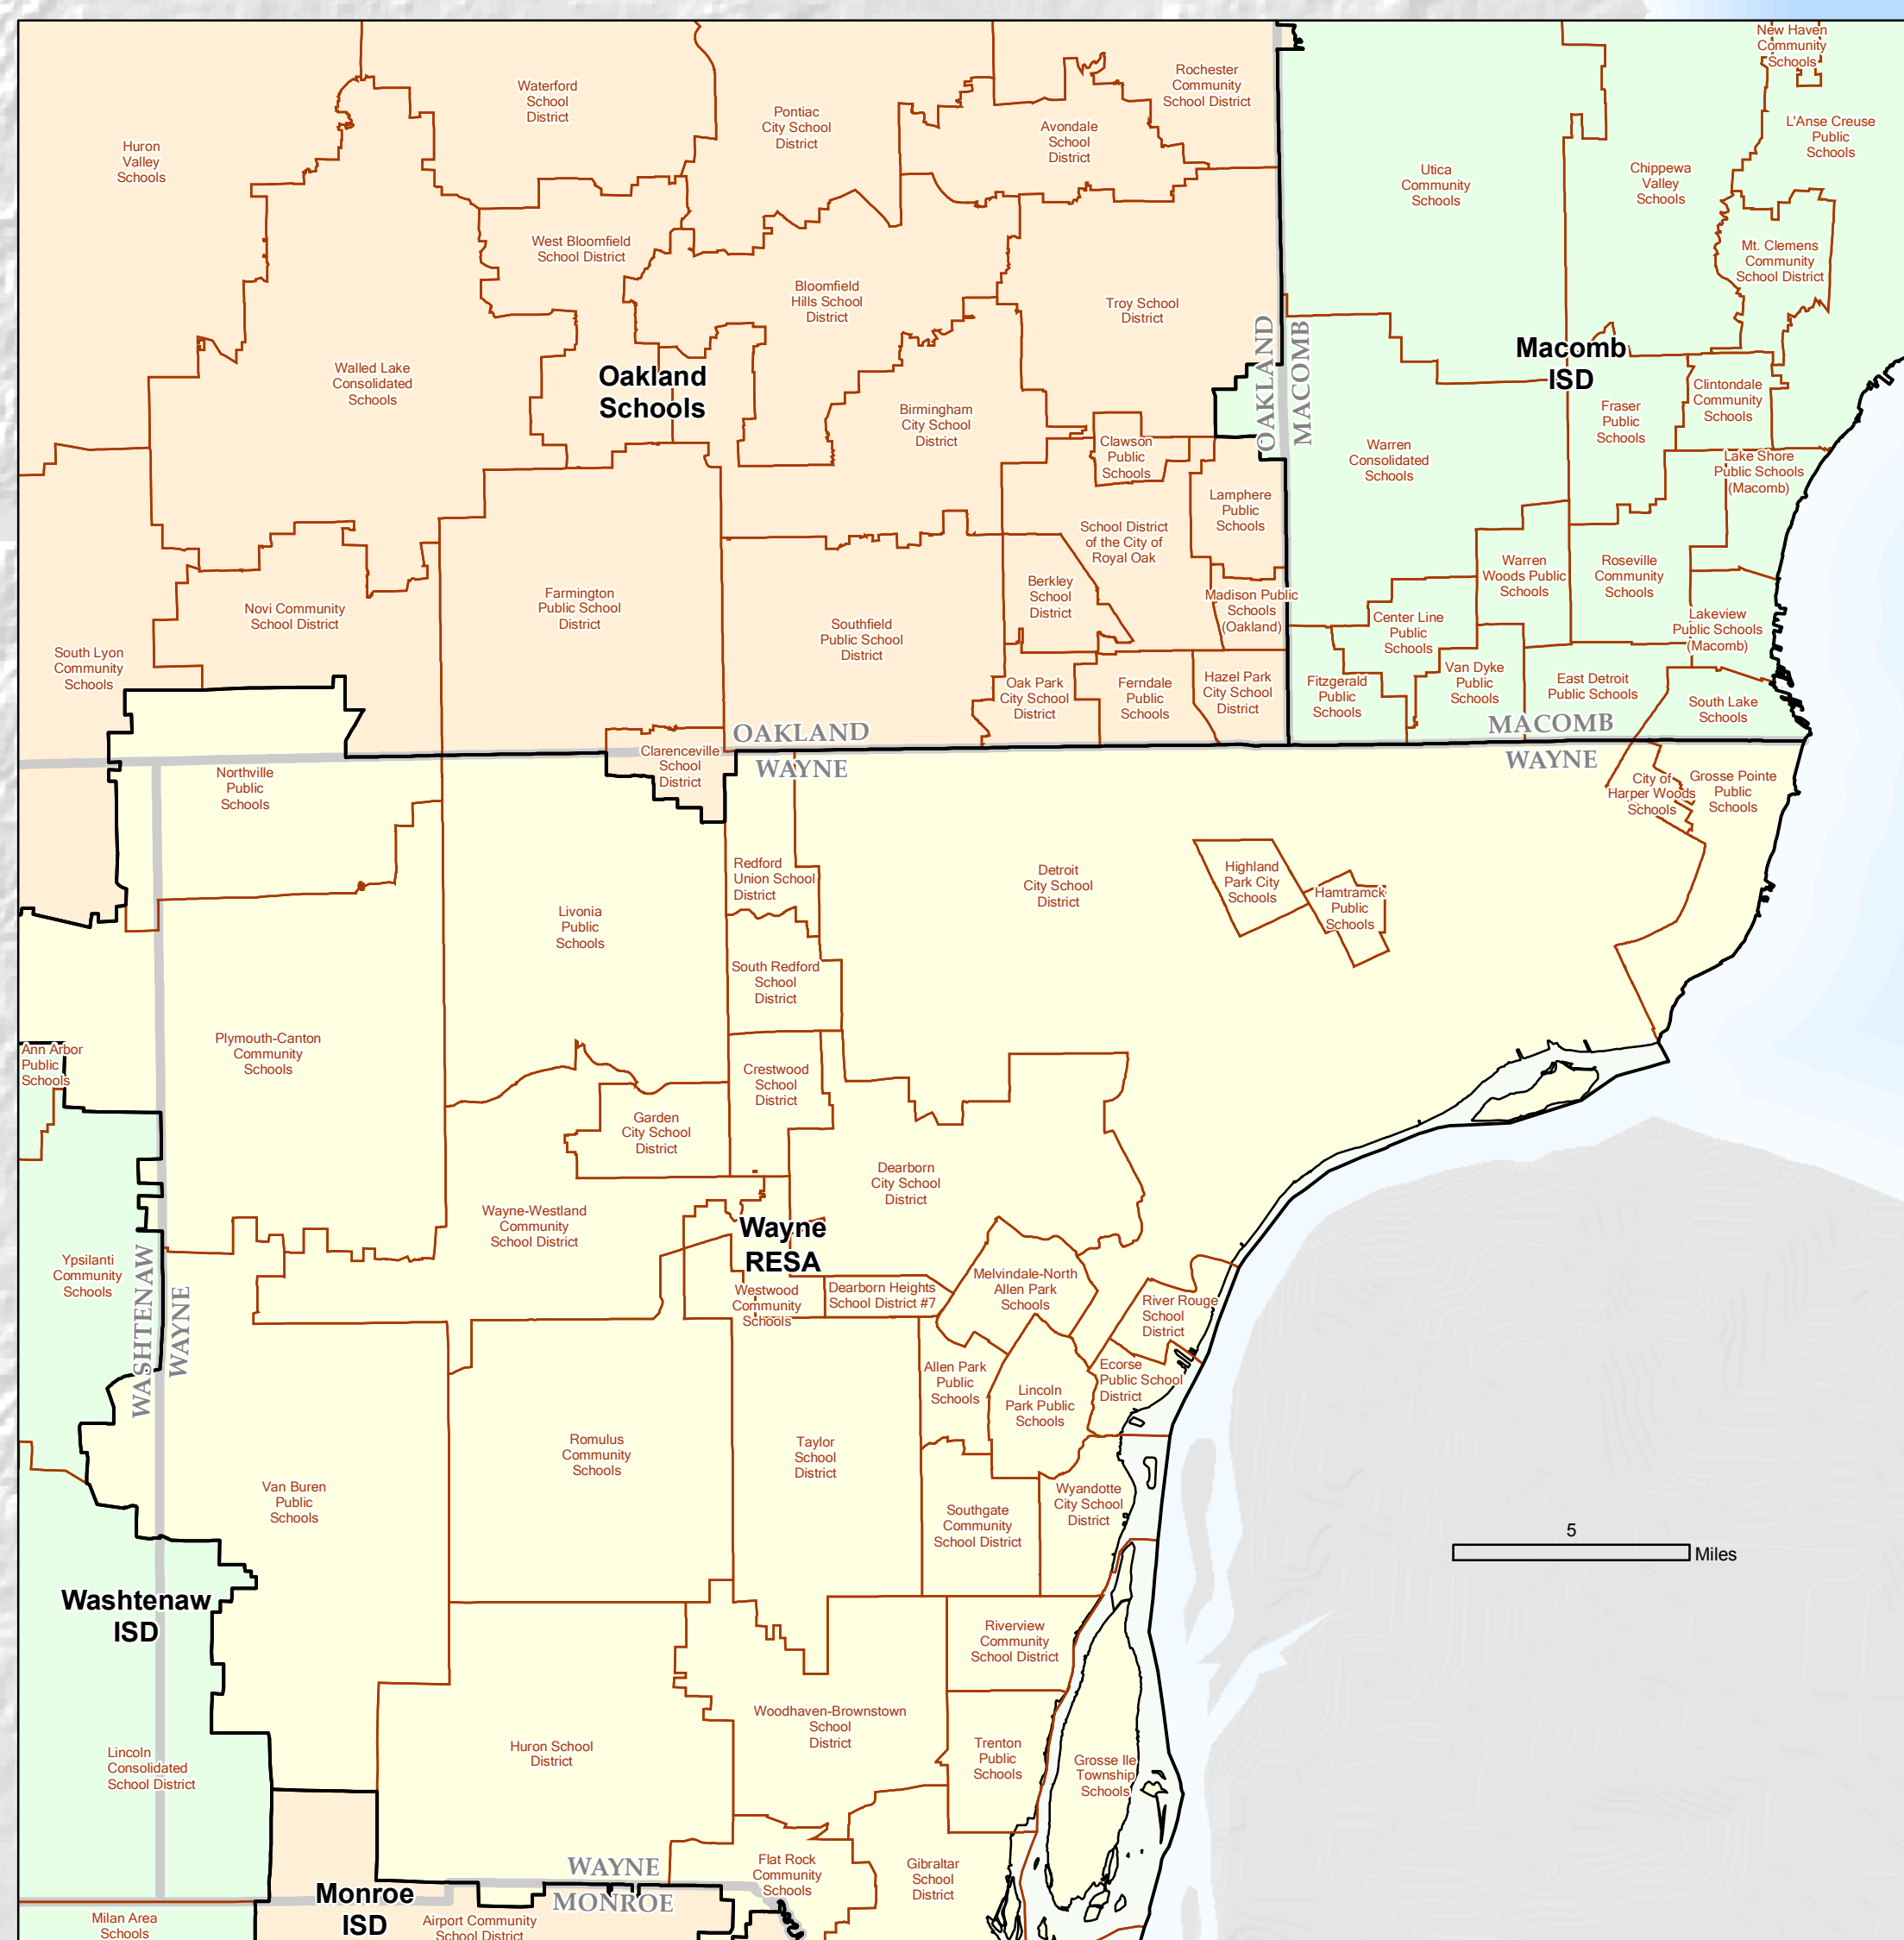 New Haven
Community
Schools
Waterford
School
District
Rochester
Community
School District
Pontiac
City School
District
Avondale
School
District
L'Anse Creuse
Public
Schools
Huron
Valley
Schools
Utica
Community
Schools
Chippewa
Valley
Schools
West Bloomfield
School District
Mt. Clemens
Community
School District
Bloomfield
Hills School
District
Troy School
District
OAKLAND
MACOMB
Macomb
ISD
Walled Lake
Consolidated
Schools
Oakland
Schools
Birmingham
City School
District
Clintondale
Community
Schools
Fraser
Public
Schools
Clawson
Public
Schools
Warren
Consolidated
Schools
Lake Shore
Public Schools
(Macomb)
Lamphere
Public
Schools
School District
of the City of
Royal Oak
Warren
Woods Public
Schools
Roseville
Community
Schools
Berkley
School
District
Farmington
Public School
District
Novi Community
School District
Madison Public
Schools
(Oakland)
Southfield
Public School
District
Center Line
Public
Schools
Lakeview
Public Schools
(Macomb)
South Lyon
Community
Schools
Oak Park
City School
District
Ferndale
Public
Schools
Hazel Park
City School
District
Fitzgerald
Public
Schools
Van Dyke
Public
Schools
East Detroit
Public Schools
South Lake
Schools
OAKLAND
WAYNE
MACOMB
WAYNE
Clarenceville
School
District
Northville
Public
Schools
City of
Harper Woods
Schools
Grosse Pointe
Public
Schools
Redford
Union School
District
Detroit
City School
District
Highland
Park City
Schools
Hamtramck
Public
Schools
Livonia
Public
Schools
South Redford
School
District
Plymouth-Canton
Community
Schools
Ann Arbor
Public
Schools
Crestwood
School
District
Garden
City School
District
Dearborn
City School
District
Wayne-Westland
Community
School District
Wayne
RESA
Ypsilanti
Community
Schools
WASHTENAW
WAYNE
Westwood
Community
Schools
Dearborn Heights
School District #7
Melvindale-North
Allen Park
Schools
River Rouge
School
District
Allen Park
Public
Schools
Lincoln
Park Public
Schools
Ecorse
Public School
District
Romulus
Community
Schools
Taylor
School
District
Van Buren
Public
Schools
Southgate
Community
School District
Wyandotte
City School
District
5
Miles
Washtenaw
ISD
Riverview
Community
School District
Woodhaven-Brownstown
School
District
Huron School
District
Trenton
Public
Schools
Grosse Ile
Township
Schools
Lincoln
Consolidated
School District
WAYNE
MONROE
Flat Rock
Community
Schools
Gibraltar
School
District
Monroe
ISD
Milan Area
Schools
Airport Community
School District